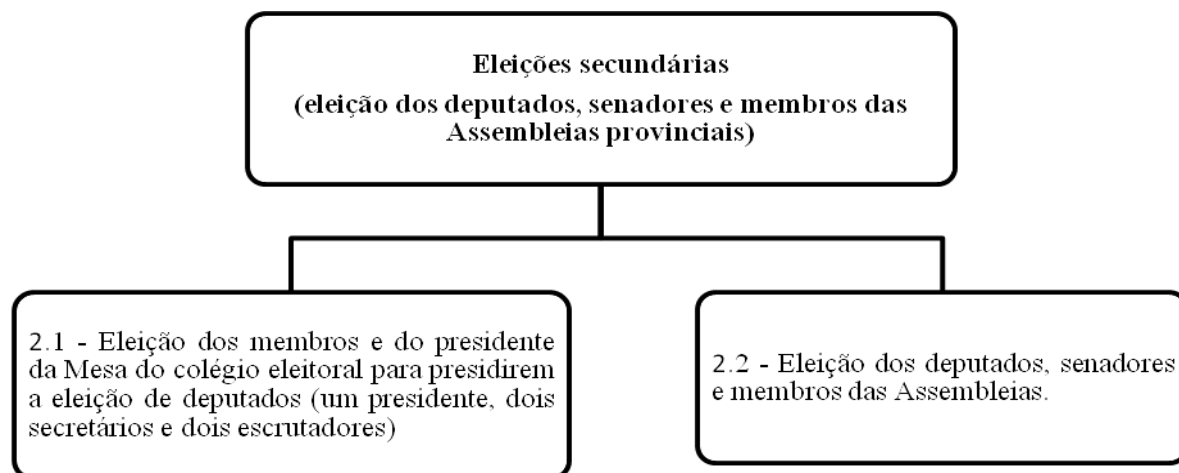 Eleições secundárias
(eleição dos deputados, senadores e membros das
Assembleias provinciais)
2.1 - Eleição dos membros e do presidente
da Mesa do colégio eleitoral para presidirem
a eleição de deputados (um presidente, dois
secretários e dois escrutadores)
2.2 - Eleição dos deputados, senadores
e membros das Assembleias.